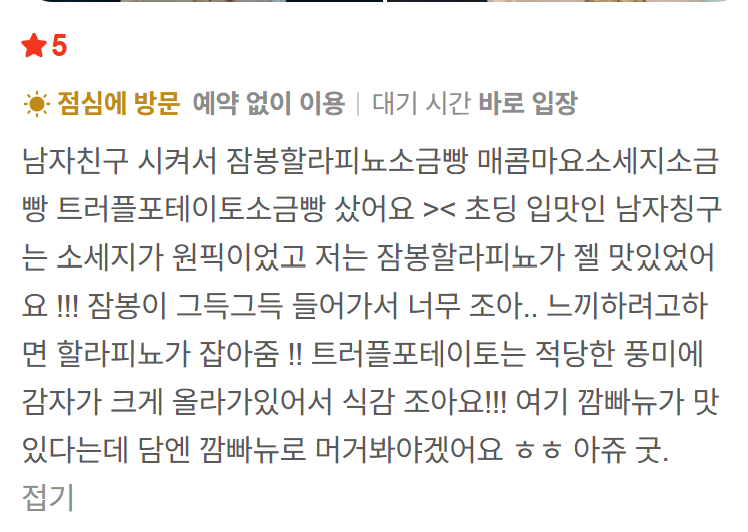 5
점심에 방문 예약 없이 이용 | 대기 시간 바로 입장
남자친구 시켜서 잠봉할라피뇨소금빵 매콤마요소세지소금
빵 트러플포테이토소금빵 샀어요 >< 초딩 입맛인 남자칭구
는 소세지가 원픽이었고 저는 잠봉할라피뇨가 젤 맛있었어
요 !!! 잠봉이 그득그득 들어가서 너무 조아.. 느끼하려고하
면 할라피뇨가 잡아줌 !! 트러플포테이토는 적당한 풍미에
감자가 크게 올라가있어서 식감 조아요!!! 여기 깜빠뉴가 맛
있다는데 담엔 깜빠뉴로 머거봐야겠어요 ㅎㅎ 아쥬 굿.
접기